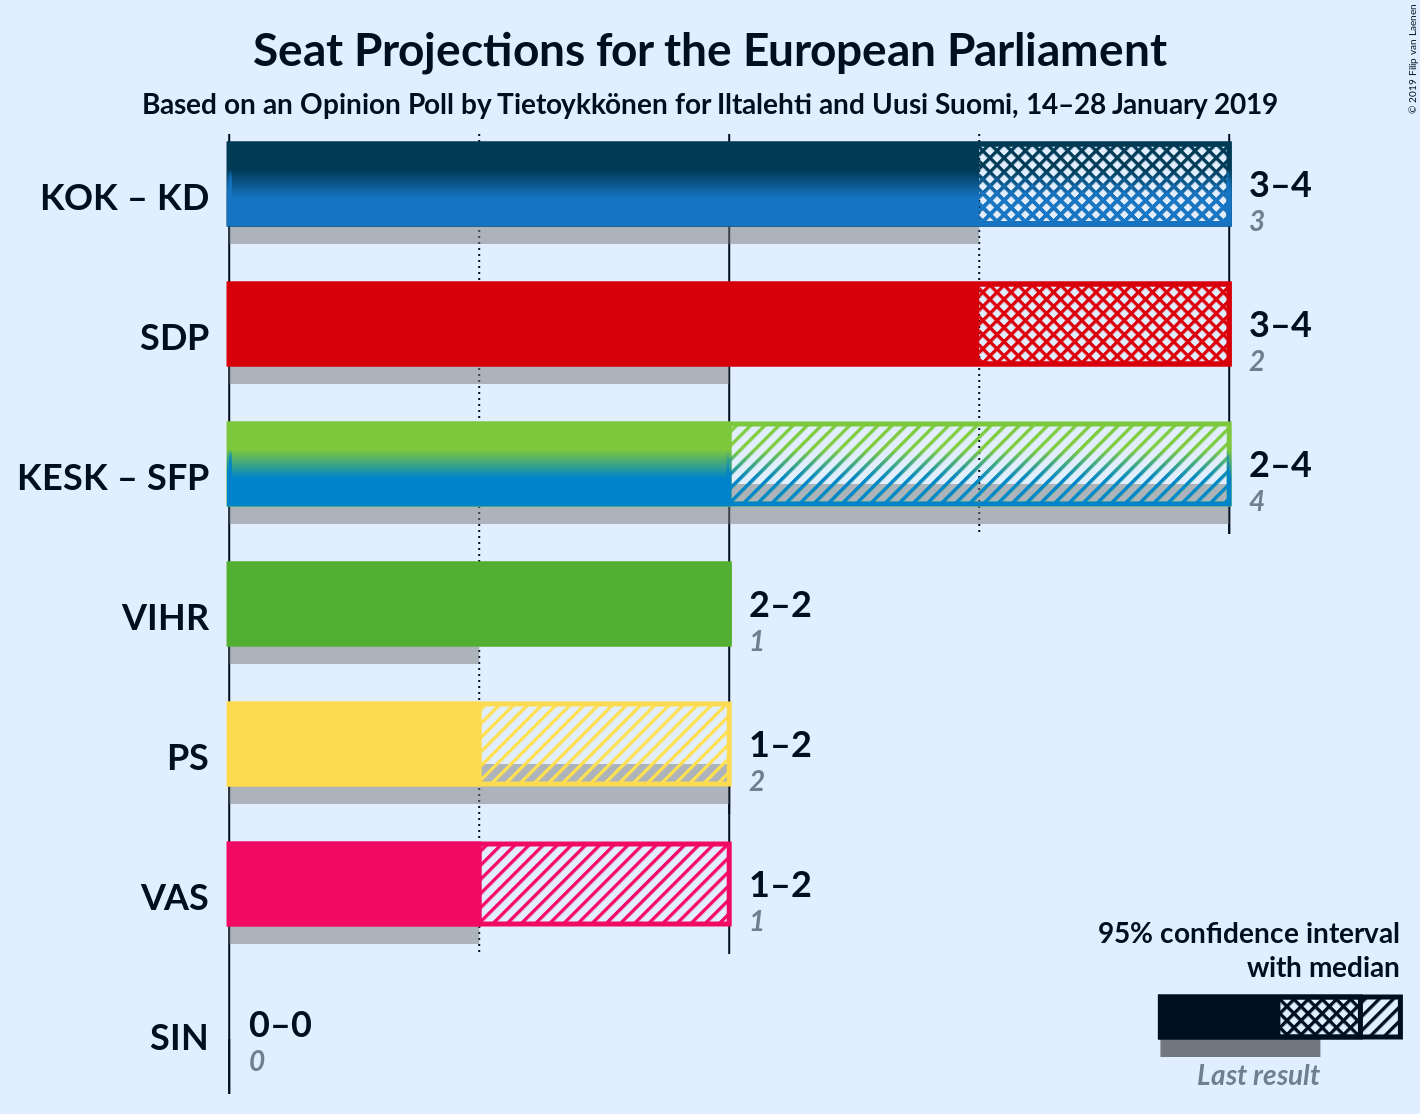 Seat Projections for the European Parliament
Based on an Opinion Poll by Tietoykkönen for Iltalehti and Uusi Suomi, 14–28 January 2019
© 2019 Filip van Laenen
KOK – KD
3–4
3
SDP
3–4
2
KESK – SFP
2–4
4
VIHR
2–2
1
PS
1–2
2
VAS
1–2
1
SIN
0–0
0
95% confidence interval
with median
Last result